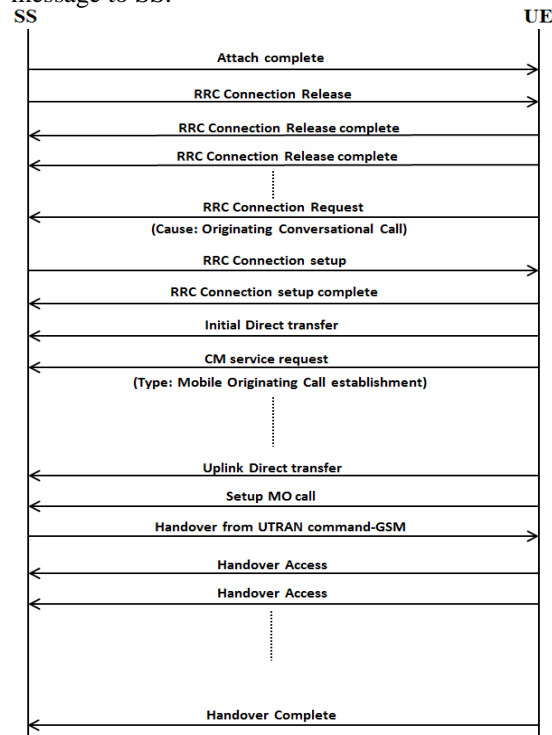 message to SS.
SS UE
Attach complete
RRC Connection Release
RRC Connection Release complete
RRC Connection Release complete
RRC Connection Request
(Cause: Originating Conversational Call)
RRC Connection setup
RRC Connection setup complete
Initial Direct transfer
CM service request
(Type: Mobile Originating Call establishment)
Uplink Direct transfer
Setup MO call
Handover from UTRAN command-GSM
Handover Access
Handover Access
Handover Complete